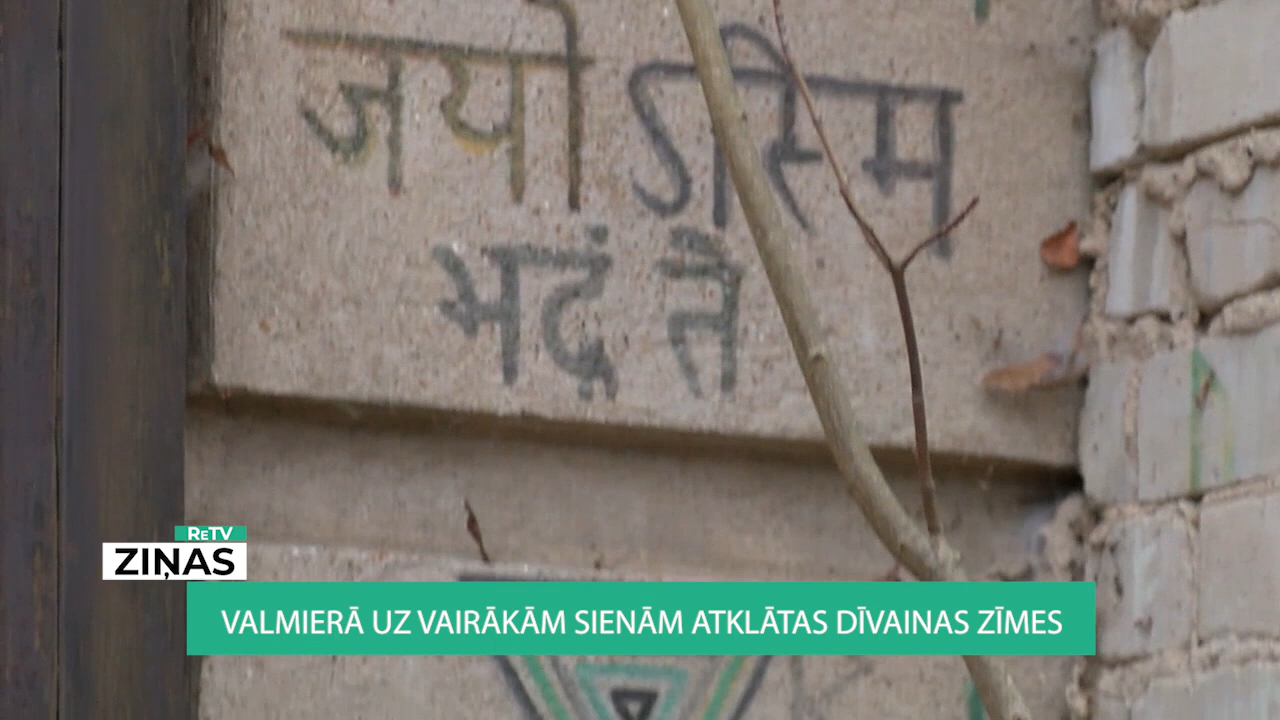 जयो ऽस्मि
भद्रं ते
ReTV
ZIŅAS
VALMIERĀ UZ VAIRĀKĀM SIENĀM ATKLĀTAS DĪVAINAS ZĪMES